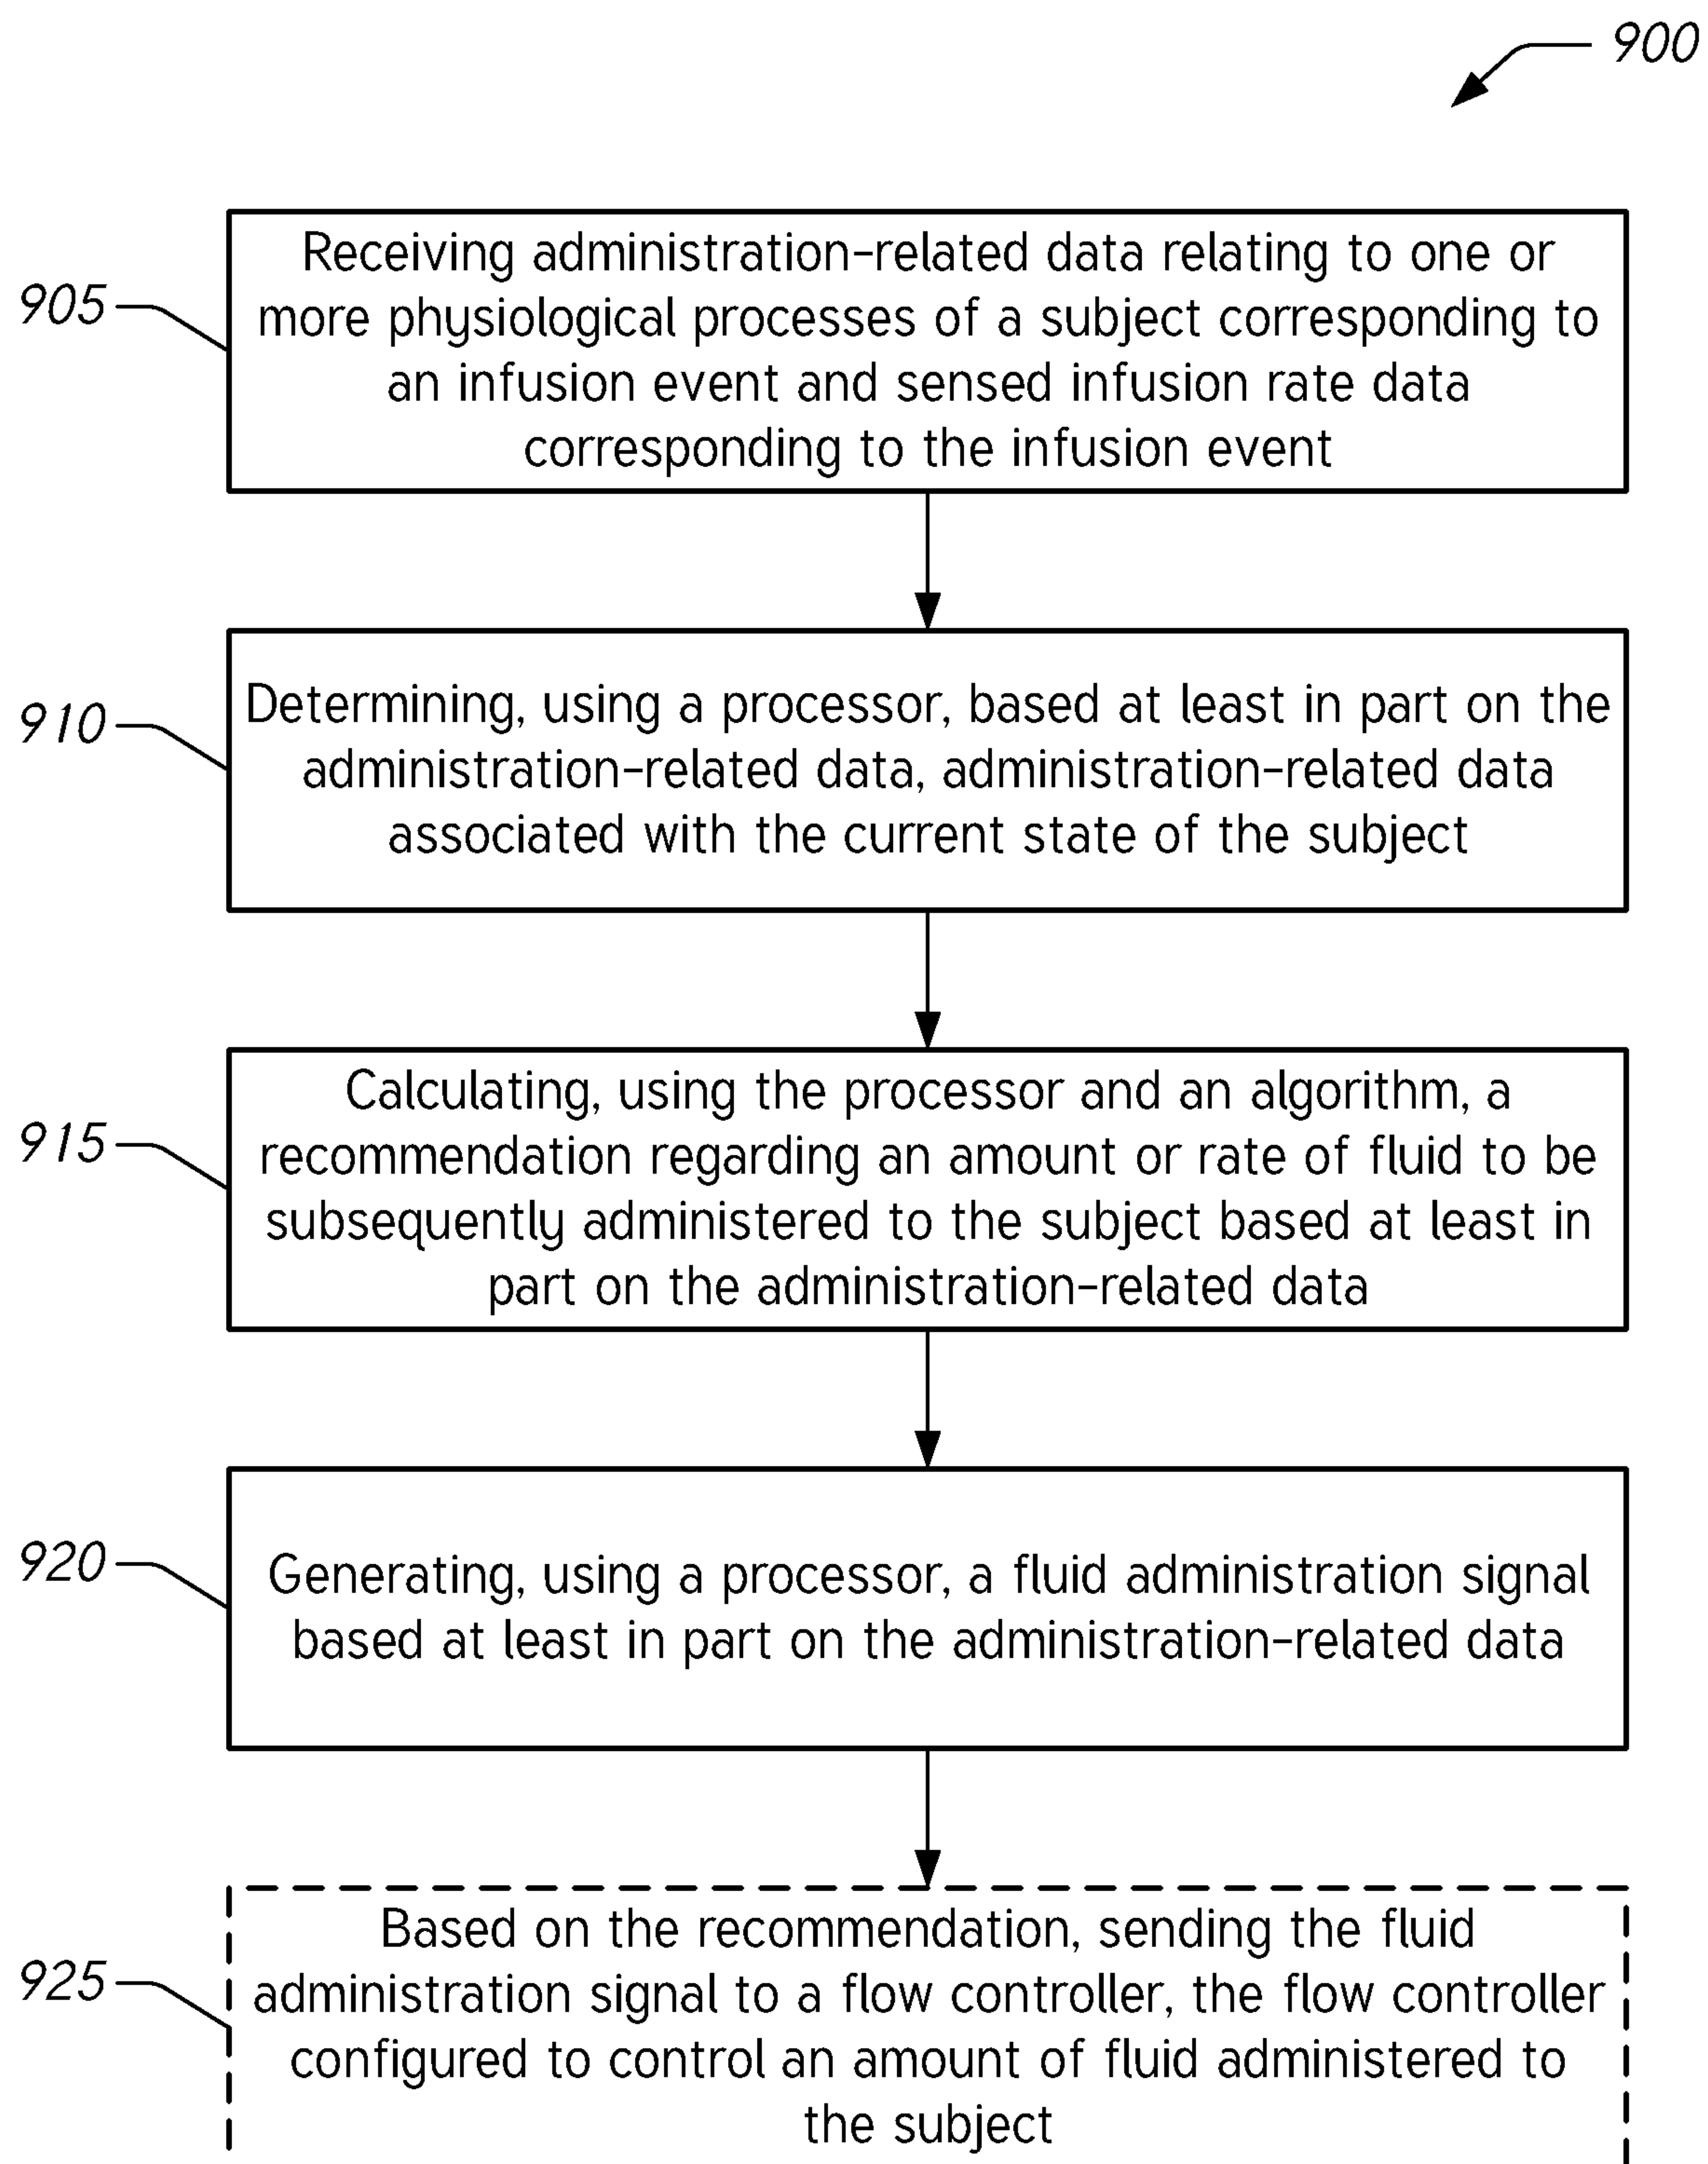 900
905
Receiving administration-related data relating to one or
more physiological processes of a subject corresponding to
an infusion event and sensed infusion rate data
corresponding to the infusion event
910
Determining, using a processor, based at least in part on the
administration-related data, administration-related data
associated with the current state of the subject
915
Calculating, using the processor and an algorithm, a
recommendation regarding an amount or rate of fluid to be
subsequently administered to the subject based at least in
part on the administration-related data
920
Generating, using a processor, a fluid administration signal
based at least in part on the administration-related data
925
Based on the recommendation, sending the fluid
administration signal to a flow controller, the flow controller
configured to control an amount of fluid administered to
the subject